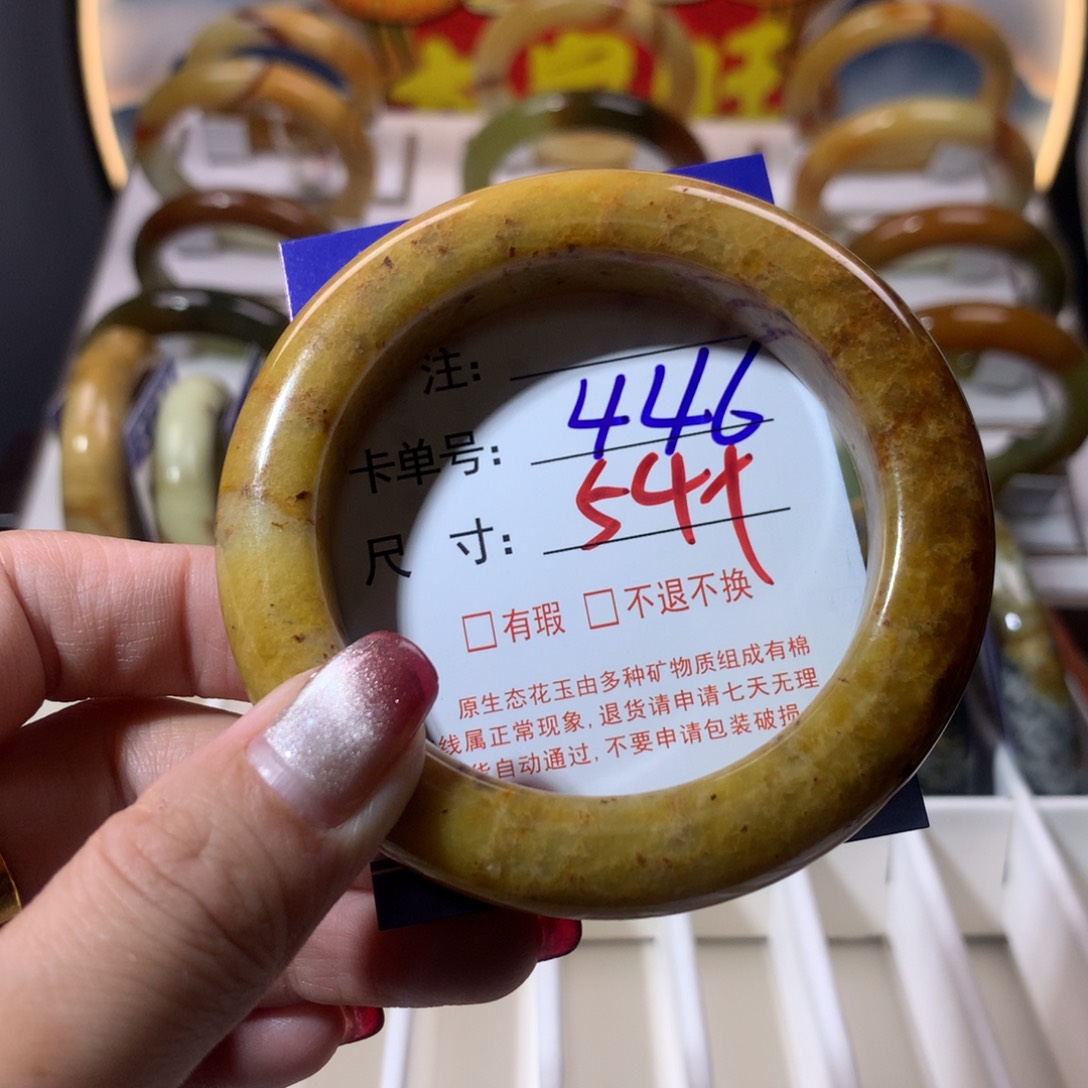 注：
卡单号：446
尺 寸：54
□有瑕 □不退不换
原生态花玉由多种矿物质组成有棉
线属正常现象，退货请申请七天无理
自动通过，不要申请包装破损